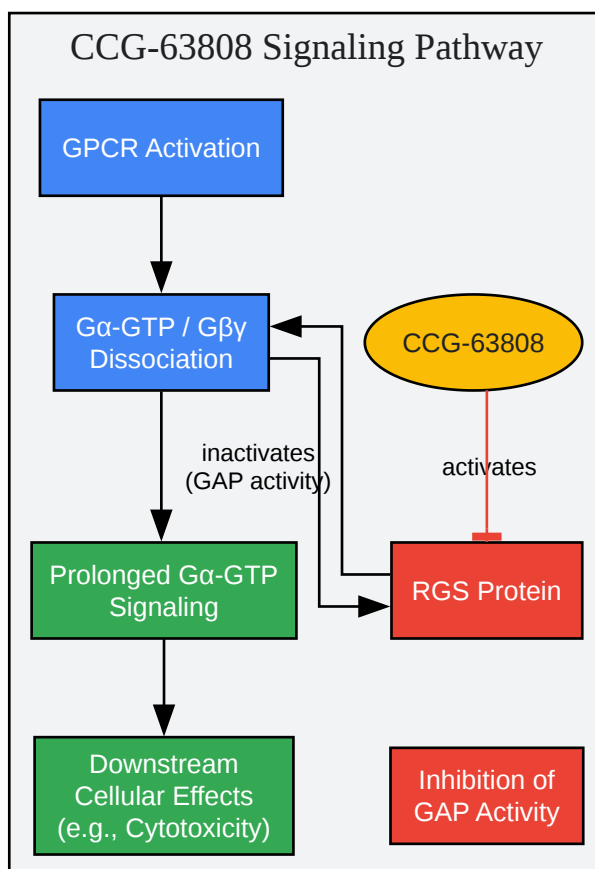 CCG-63808 Signaling Pathway
GPCR Activation
Gα-GTP / Gβγ
Dissociation
CCG-63808
inactivates
(GAP activity)
activates
Prolonged Gα-GTP
Signaling
RGS Protein
Downstream
Cellular Effects
(e.g., Cytotoxicity)
Inhibition of
GAP Activity